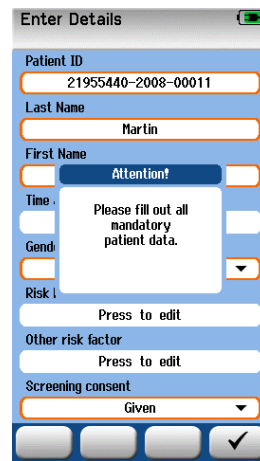 Enter Details
Patient ID
21955440-2008-00011
Last Name
Martin
First Name
Attention!
Time
Please fill out all
mandatory
patient data.
Risk
Press to edit
Other risk factor
Press to edit
Screening consent
Given